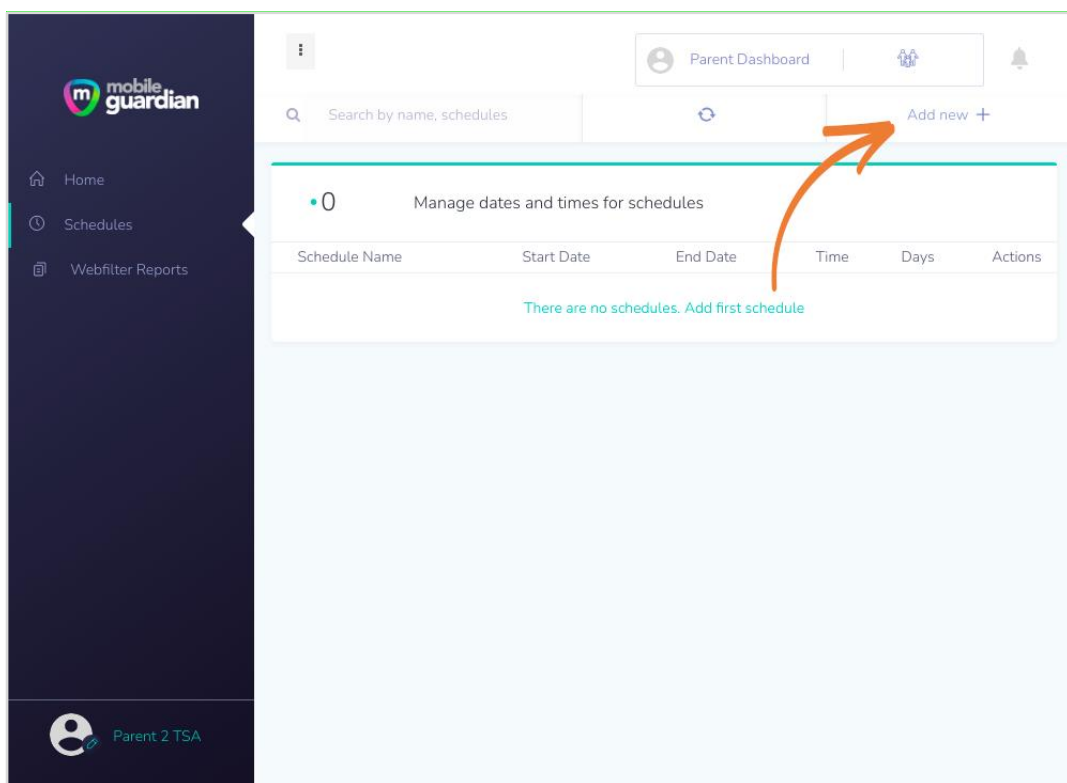 m mobile
guardian
Home
Schedules
Webfilter Reports
Parent 2 TSA
Parent Dashboard
Search by name, schedules
Add new +
0 Manage dates and times for schedules
Schedule Name Start Date End Date Time Days Actions
There are no schedules. Add first schedule